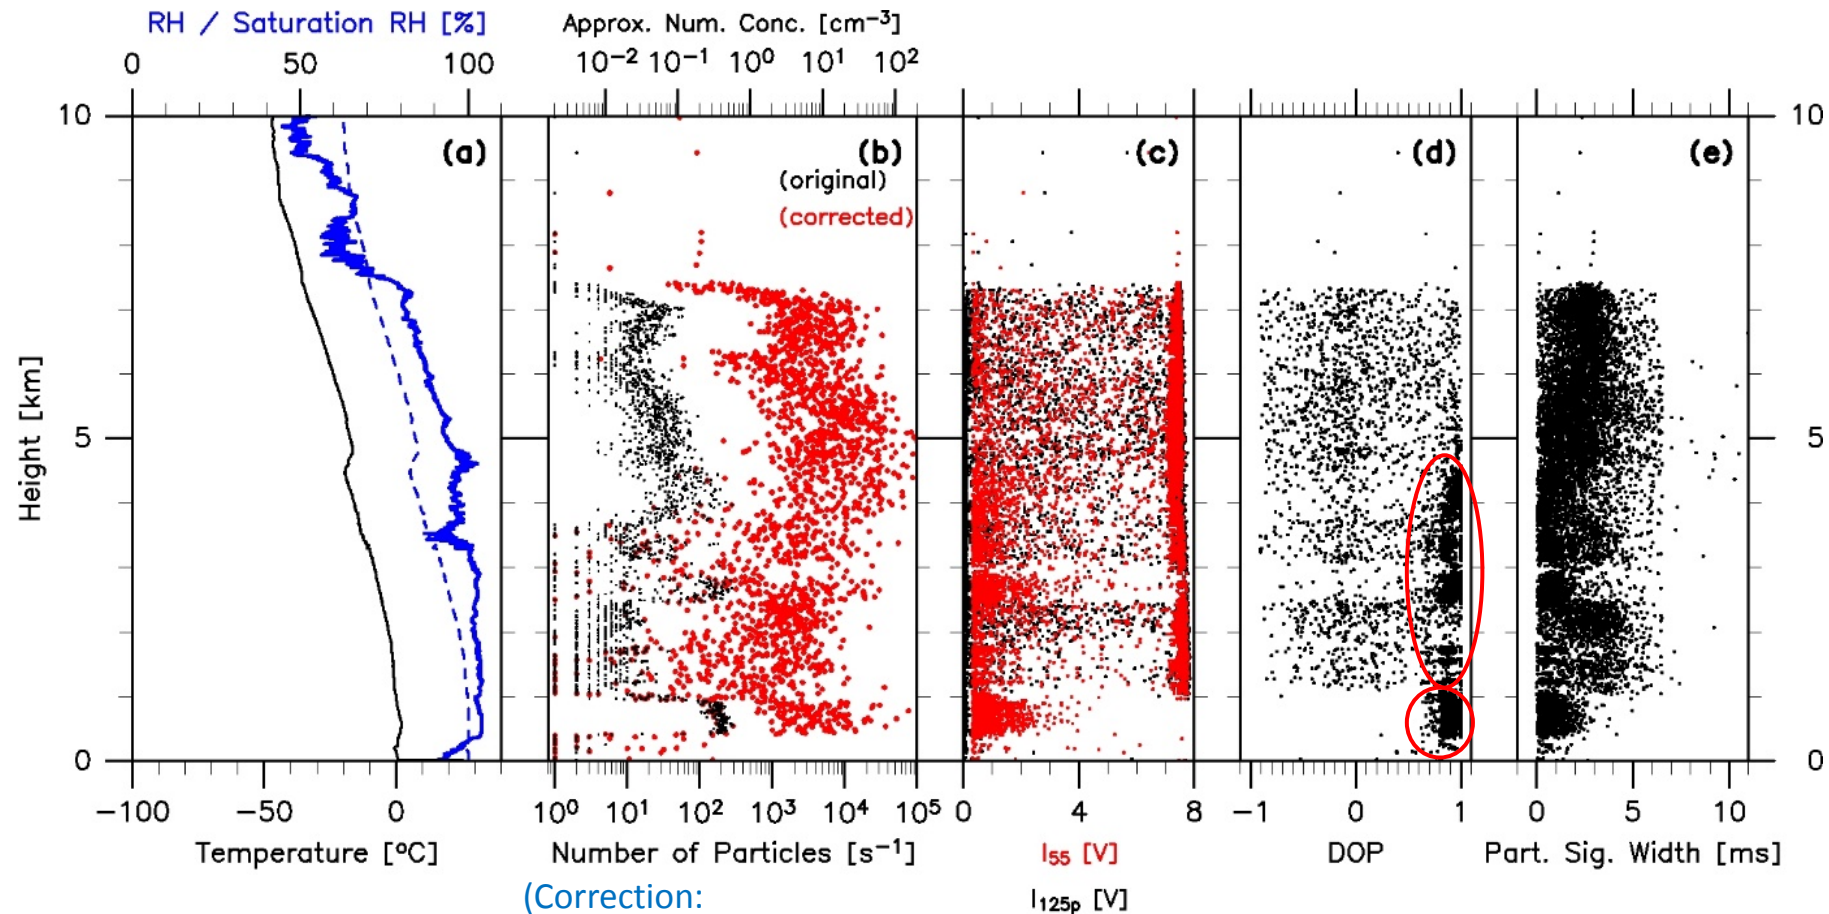 RH / Saturation RH [%]
Approx. Num. Conc. [cm⁻³]
0 50 100
10⁻² 10⁻¹ 10⁰ 10¹ 10²
10 (a) (b) (c) (d) (e) 10
(original)
(corrected)
Height [km]
5 5
0 0
−100 −50 0
10⁰ 10¹ 10² 10³ 10⁴ 10⁵
0 4 8
−1 0 1
0 5 10
Temperature [ºC]
Number of Particles [s⁻¹]
I₅₅ [V]
DOP
Part. Sig. Width [ms]
(Correction:
I₁₂₅ₚ [V]